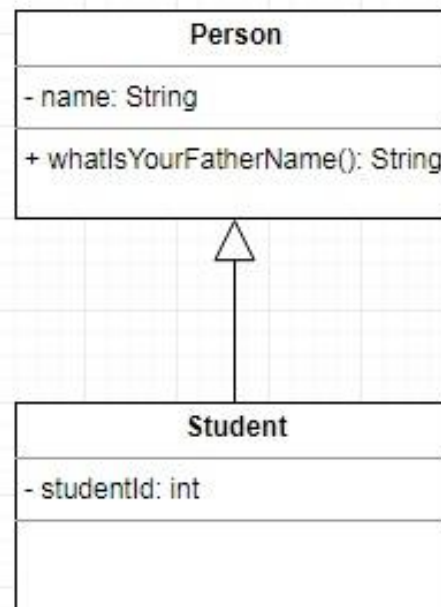 Person
- name: String
+ whatIsYourFatherName(): String
Student
- studentId: int